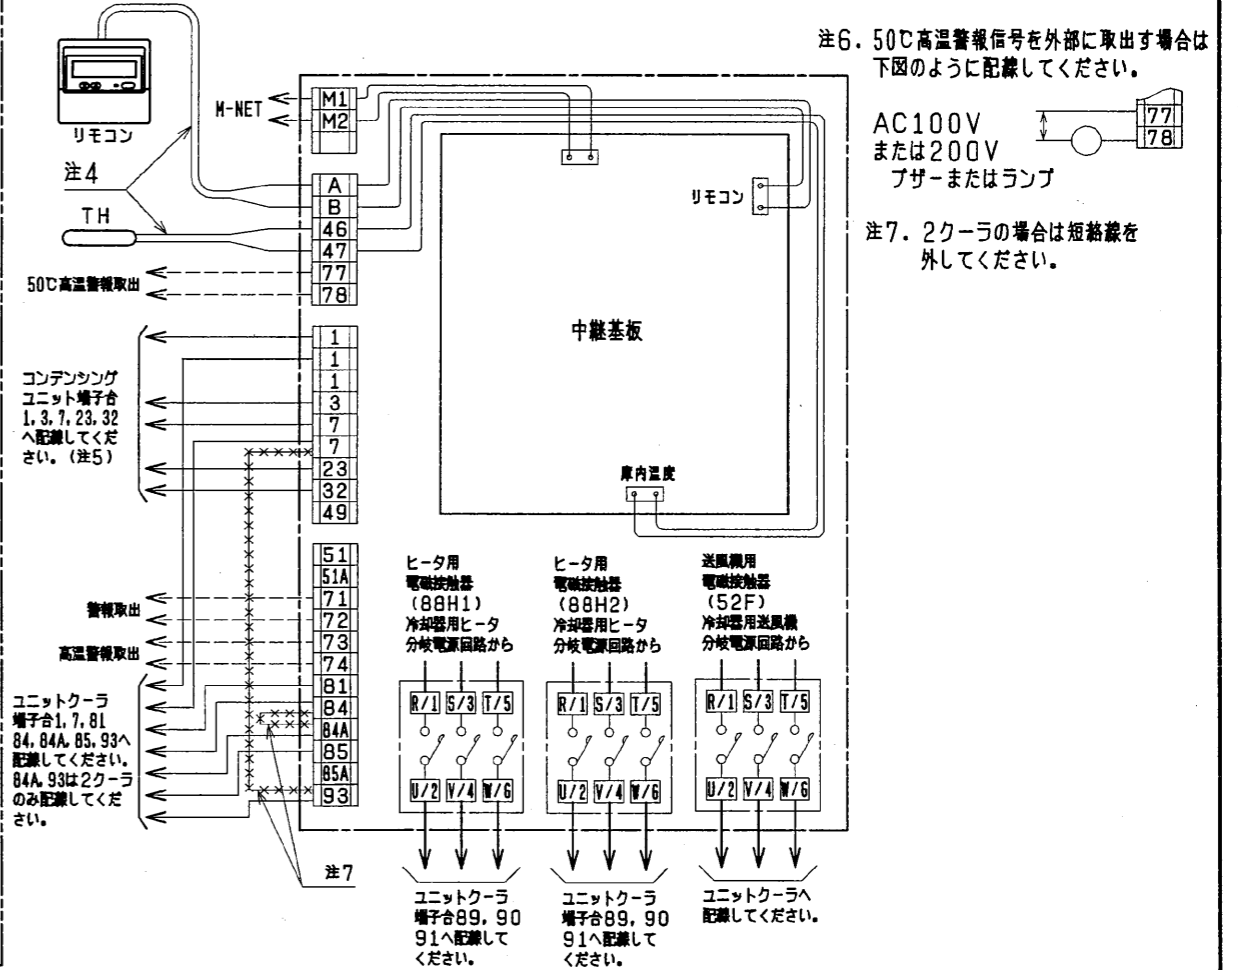 リモコン
注4
TH
50℃高温警報取出
M-NET
M1
M2
A
B
46
47
77
78
コンデンシング
ユニット端子台
1,3,7,23,32
へ配線してくだ
さい。(注5)
1
1
1
3
7
7
23
32
49
51
51A
71
72
73
74
81
84
84A
85
85A
93
警報取出
高温警報取出
ユニットクーラ
端子台1,7,81
84,84A,85,93へ
配線してください。
84A,93は2クーラ
のみ配線してくだ
さい。
注7
リモコン
中継基板
庫内温度
ヒータ用
電磁接触器
(88H1)
冷却器用ヒータ
分岐電源回路から
R/1 S/3 T/5
U/2 V/4 W/6
ユニットクーラ
端子台89,90
91へ配線して
ください。
ヒータ用
電磁接触器
(88H2)
冷却器用ヒータ
分岐電源回路から
R/1 S/3 T/5
U/2 V/4 W/6
ユニットクーラ
端子台89,90
91へ配線して
ください。
送風機用
電磁接触器
(52F)
冷却器用送風機
分岐電源回路から
R/1 S/3 T/5
U/2 V/4 W/6
ユニットクーラへ
配線してください。
注6.50℃高温警報信号を外部に取出す場合は
下図のように配線してください。
AC100V
または200V
ブザーまたはランプ
77
78
注7.2クーラの場合は短絡線を
外してください。